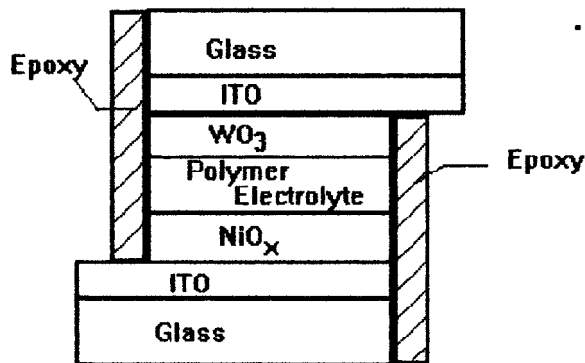 Glass
Epoxy
ITO
WO3
Polymer
Electrolyte
Epoxy
NiOx
ITO
Glass